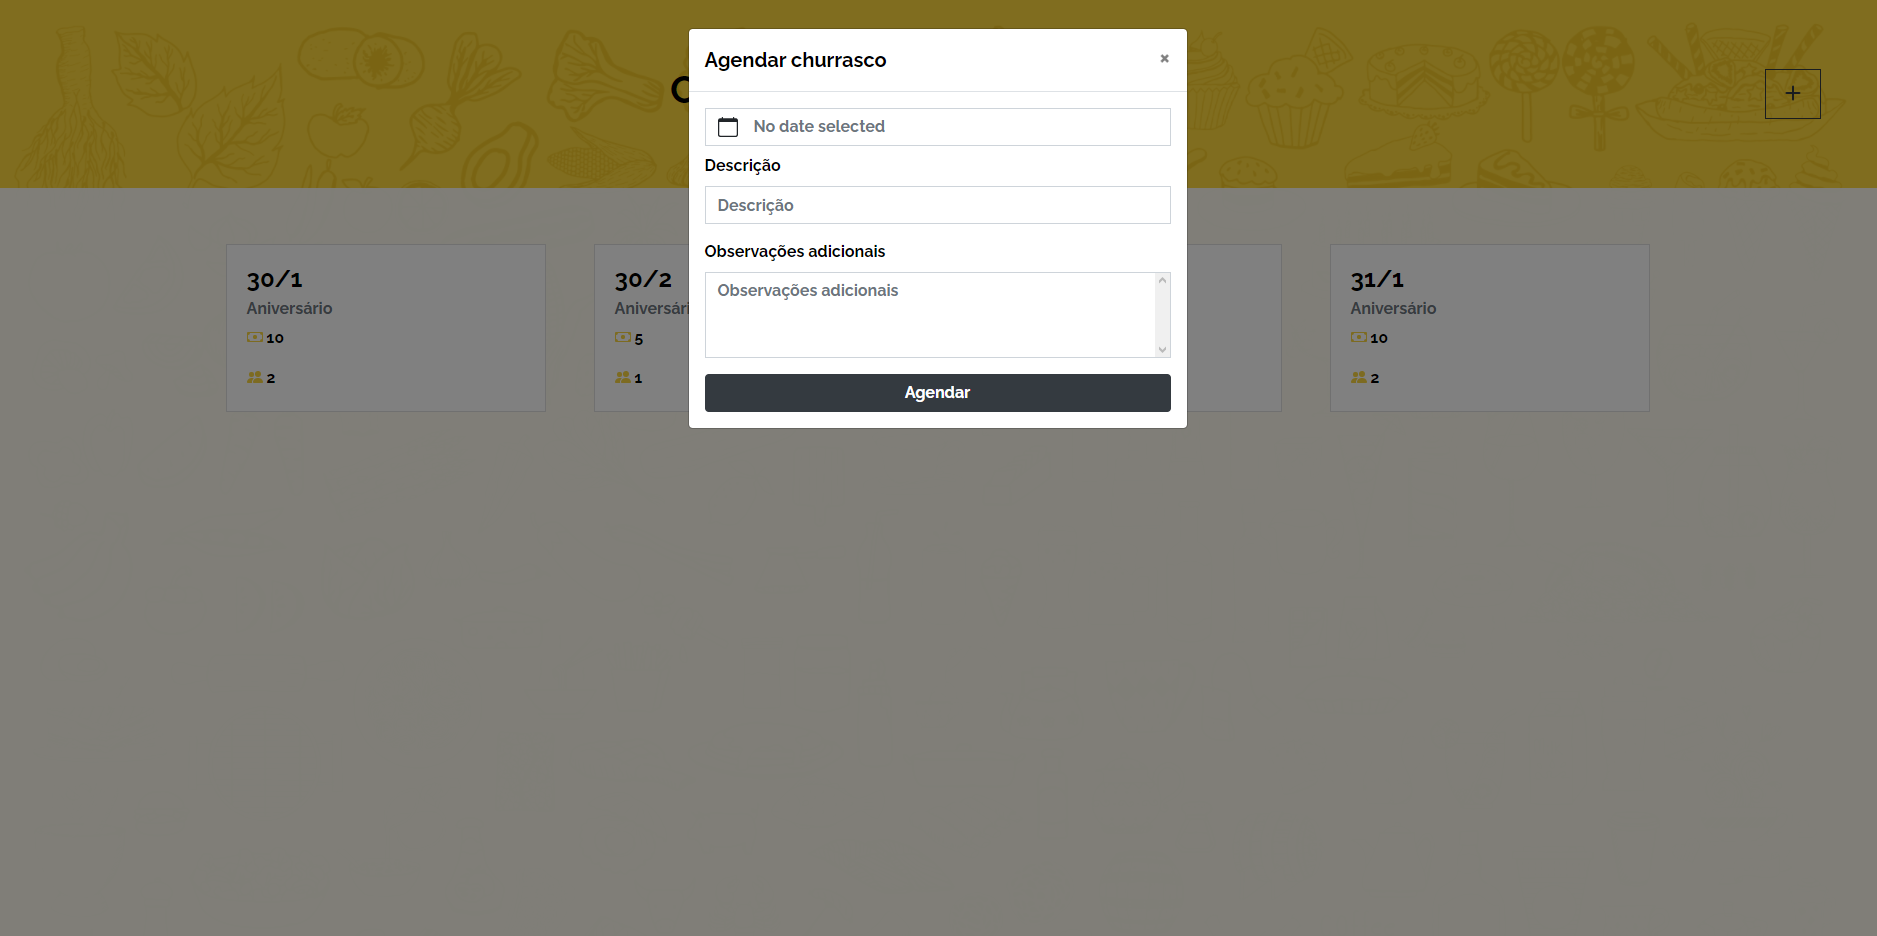 Agendar churrasco
×
No date selected
Descrição
Descrição
Observações adicionais
Observações adicionais
Agendar
+
30/1
Aniversário
10
2
30/2
5
1
31/1
Aniversário
10
2